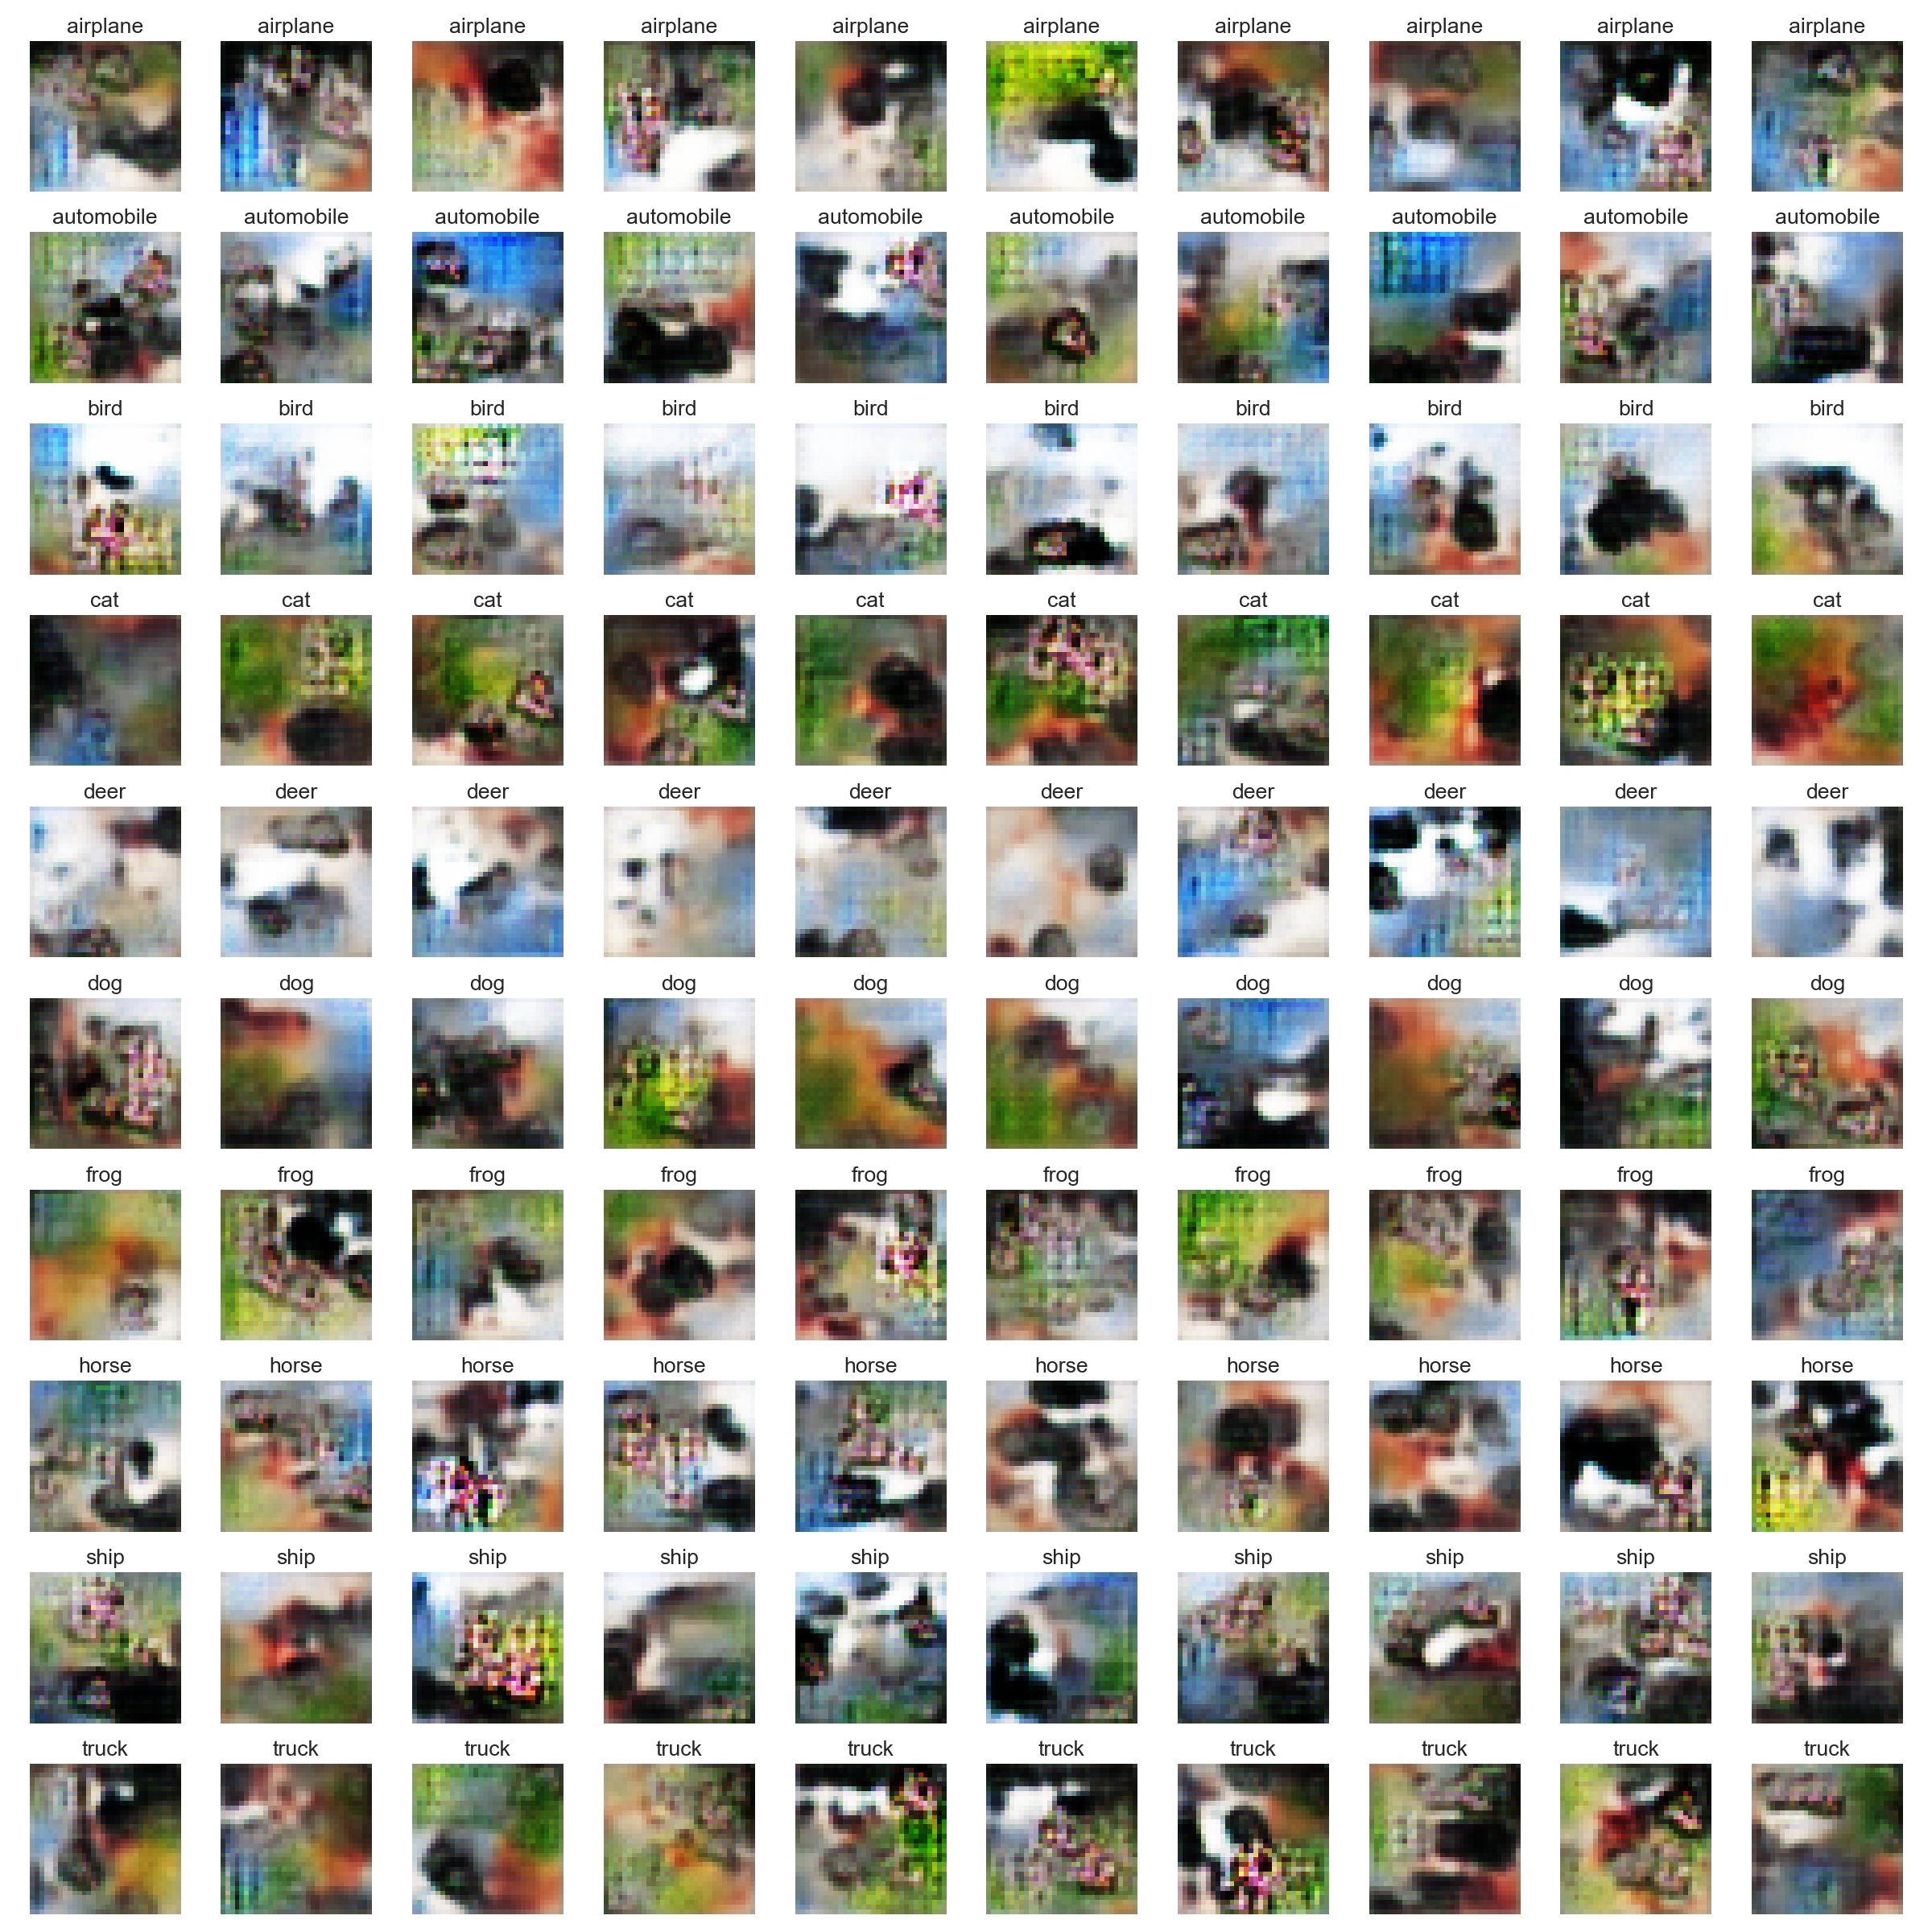 airplane airplane airplane airplane airplane airplane airplane airplane airplane airplane
automobile automobile automobile automobile automobile automobile automobile automobile automobile automobile
bird bird bird bird bird bird bird bird bird bird
cat cat cat cat cat cat cat cat cat cat
deer deer deer deer deer deer deer deer deer deer
dog dog dog dog dog dog dog dog dog dog
frog frog frog frog frog frog frog frog frog frog
horse horse horse horse horse horse horse horse horse horse
ship ship ship ship ship ship ship ship ship ship
truck truck truck truck truck truck truck truck truck truck